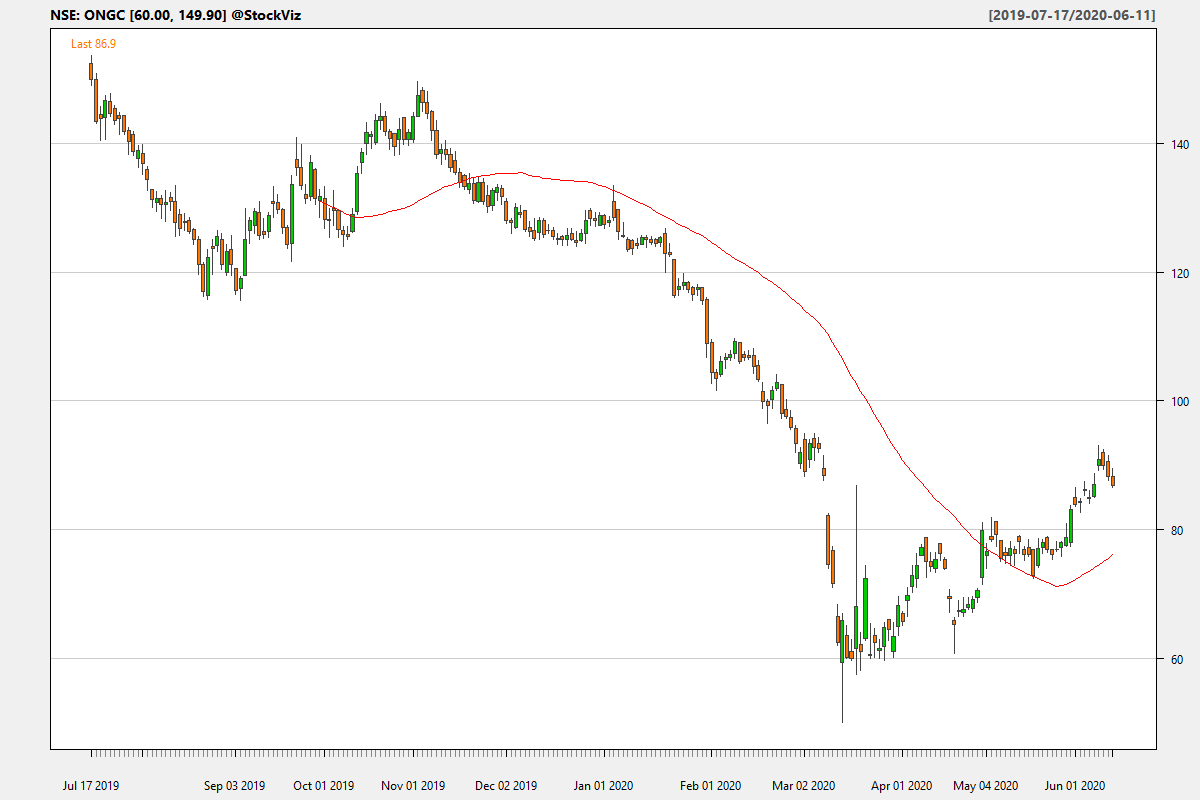 NSE: ONGC [60.00, 149.90] @StockViz [2019-07-17/2020-06-11]
Last 86.9
140
120
100
80
60
Jul 17 2019 Sep 03 2019 Oct 01 2019 Nov 01 2019 Dec 02 2019 Jan 01 2020 Feb 01 2020 Mar 02 2020 Apr 01 2020 May 04 2020 Jun 01 2020